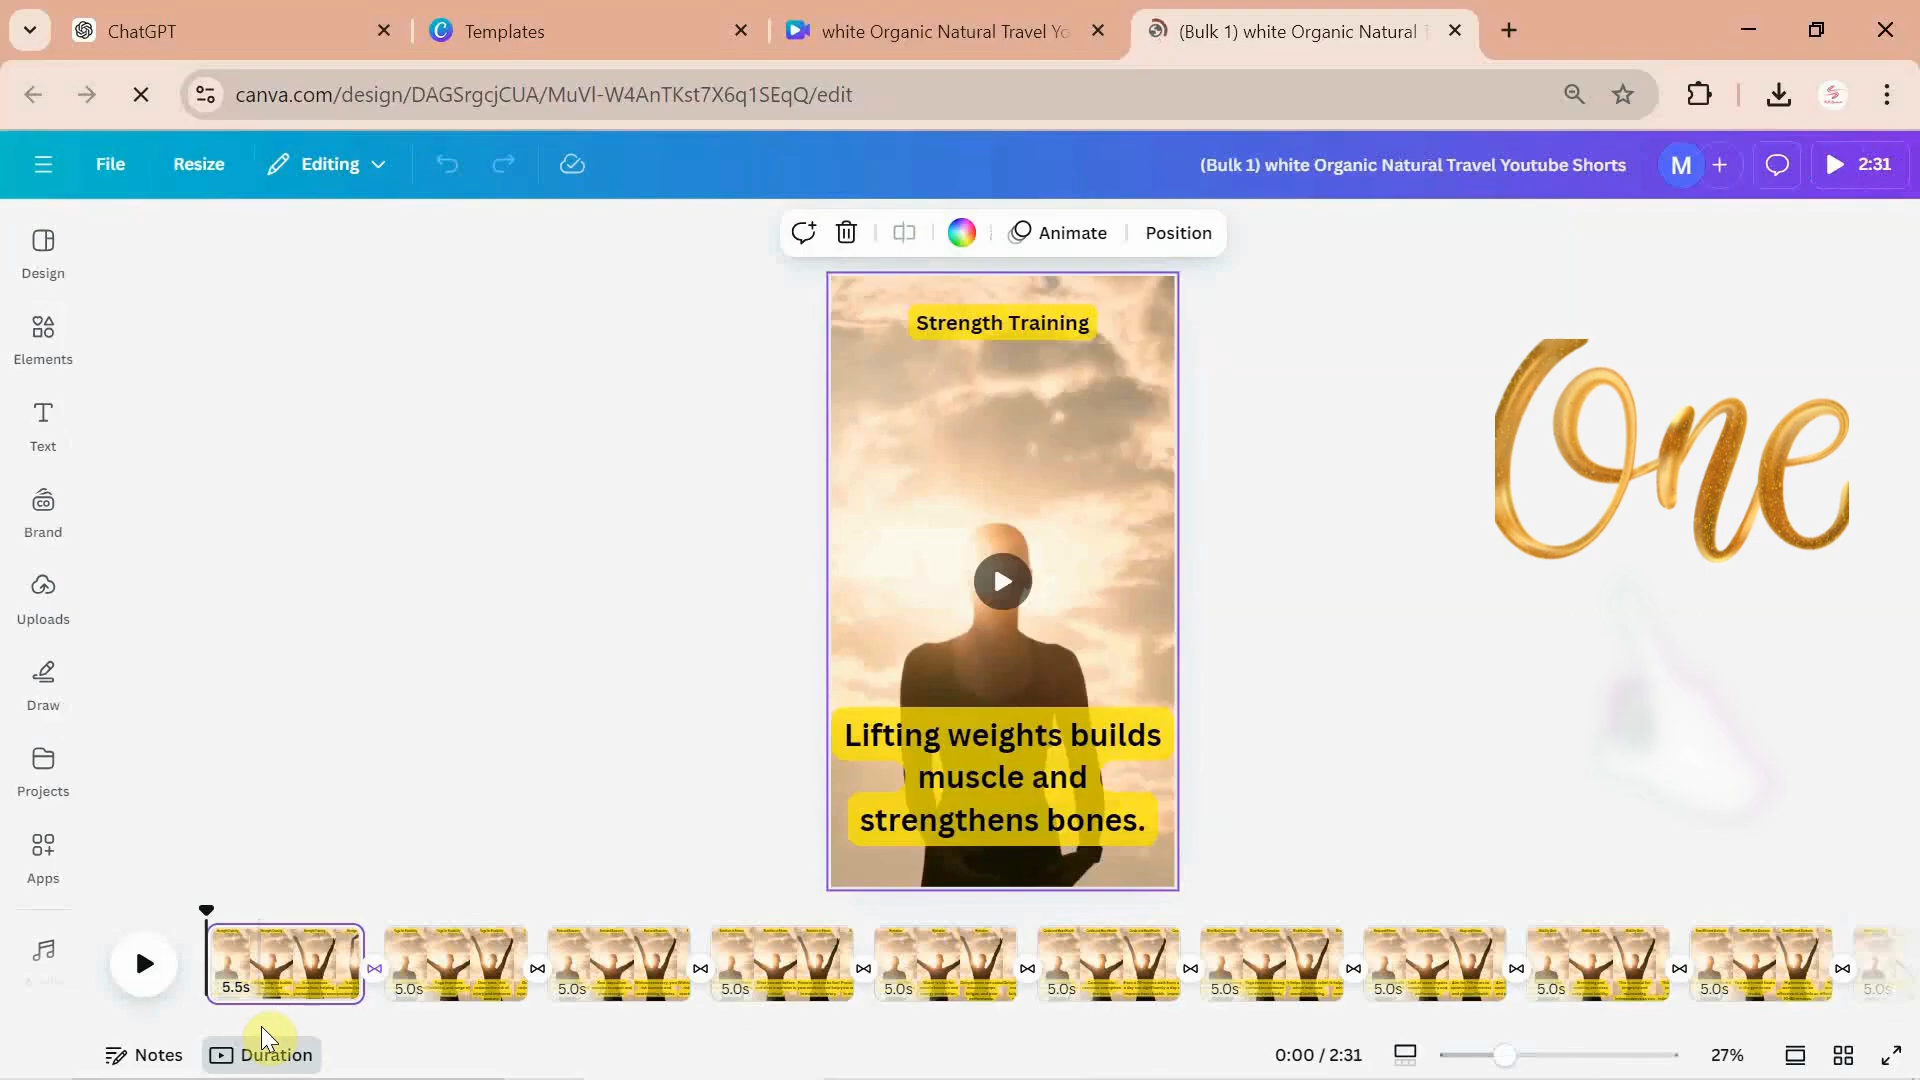 ChatGPT
Templates
white Organic Natural Travel Yo
(Bulk 1) white Organic Natural T
canva.com/design/DAGSrgcjCUA/MuVl-W4AnTKst7X6q1SEqQ/edit
File
Resize
Editing
(Bulk 1) white Organic Natural Travel Youtube Shorts
M
2:31
Animate
Position
Design
Elements
Text
Brand
Uploads
Draw
Projects
Apps
Strength Training
Lifting weights builds
muscle and
strengthens bones.
One
5.5s
5.0s
5.0s
5.0s
5.0s
5.0s
5.0s
5.0s
5.0s
5.0s
5.0s
Notes
Duration
0:00 / 2:31
27%